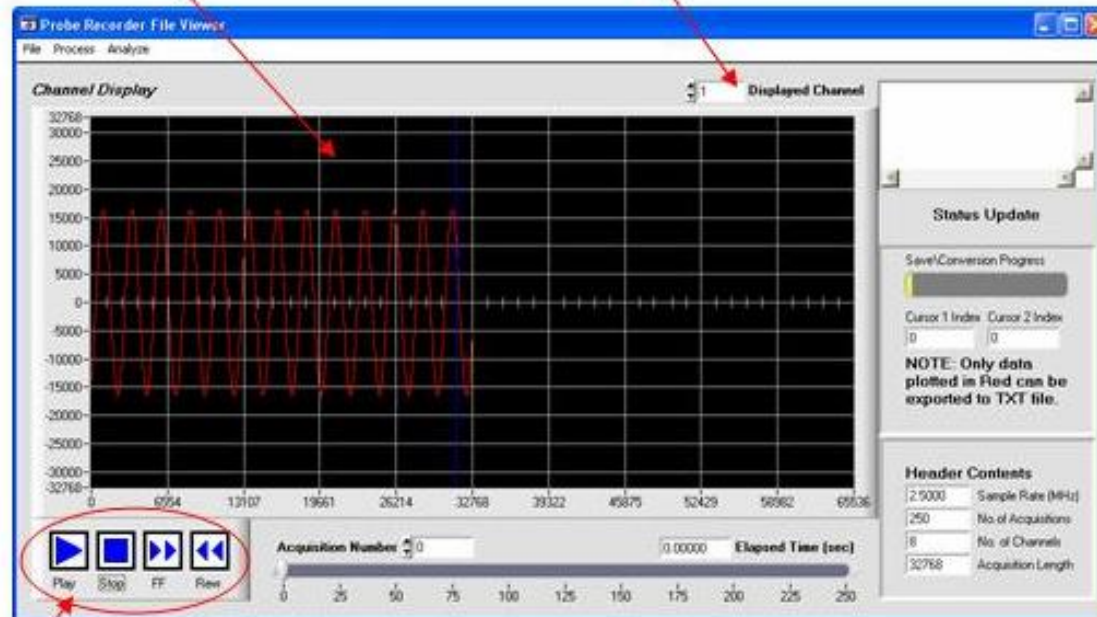 Probe Recorder File Viewer
File Process Analyze
Channel Display
1 Displayed Channel
32768
30000
25000
20000
15000
10000
5000
0
-5000
-10000
-15000
-20000
-25000
-30000
-32768
0 6554 13107 19661 26214 32768 39322 45875 52429 58982 65536
Status Update
Save\Conversion Progress
Cursor 1 Index Cursor 2 Index
0 0
NOTE: Only data
plotted in Red can be
exported to TXT file.
Header Contents
2.5000 Sample Rate (MHz)
250 No. of Acquisitions
8 No. of Channels
32768 Acquisition Length
Play Stop FF Rew
Acquisition Number 0
0.00000 Elapsed Time (sec)
0 25 50 75 100 125 150 175 200 225 250